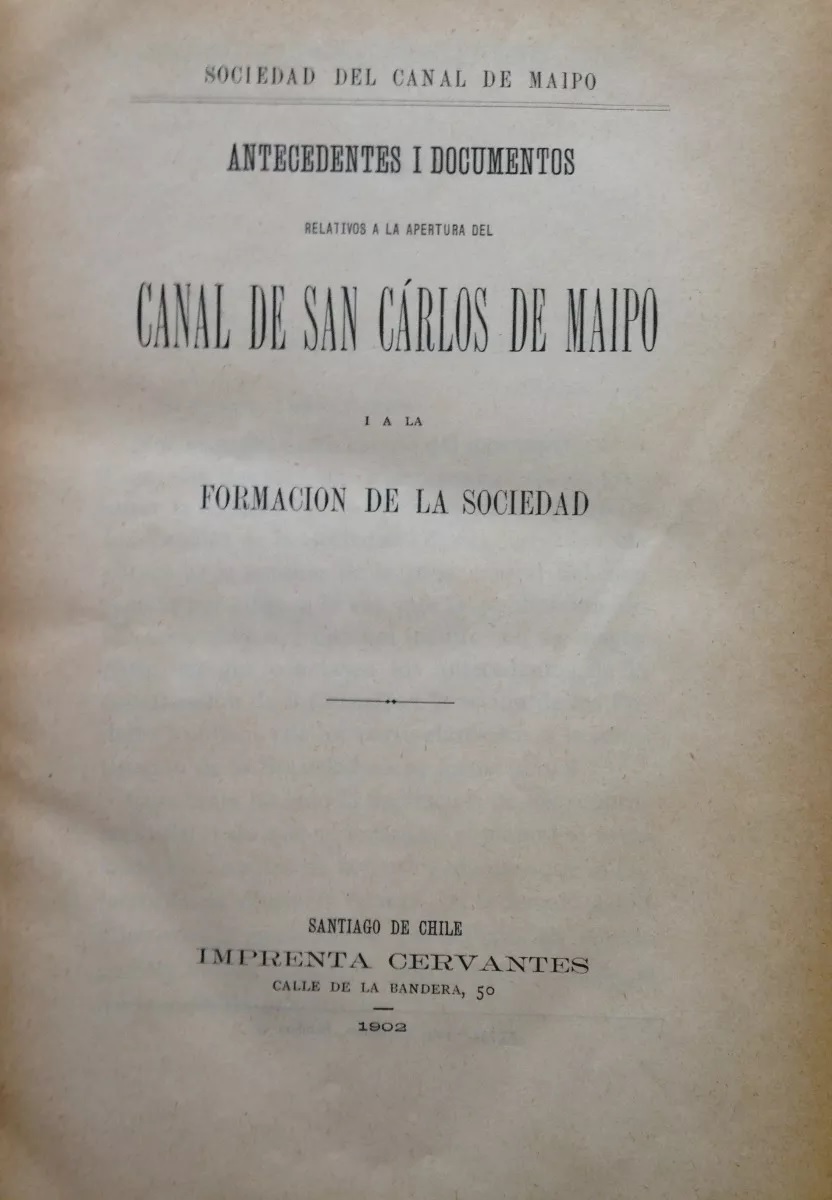 SOCIEDAD DEL CANAL DE MAIPO
ANTECEDENTES I DOCUMENTOS
RELATIVOS A LA APERTURA DEL
CANAL DE SAN CÁRLOS DE MAIPO
I A LA
FORMACION DE LA SOCIEDAD
SANTIAGO DE CHILE
IMPRENTA CERVANTES
CALLE DE LA BANDERA, 50
1902